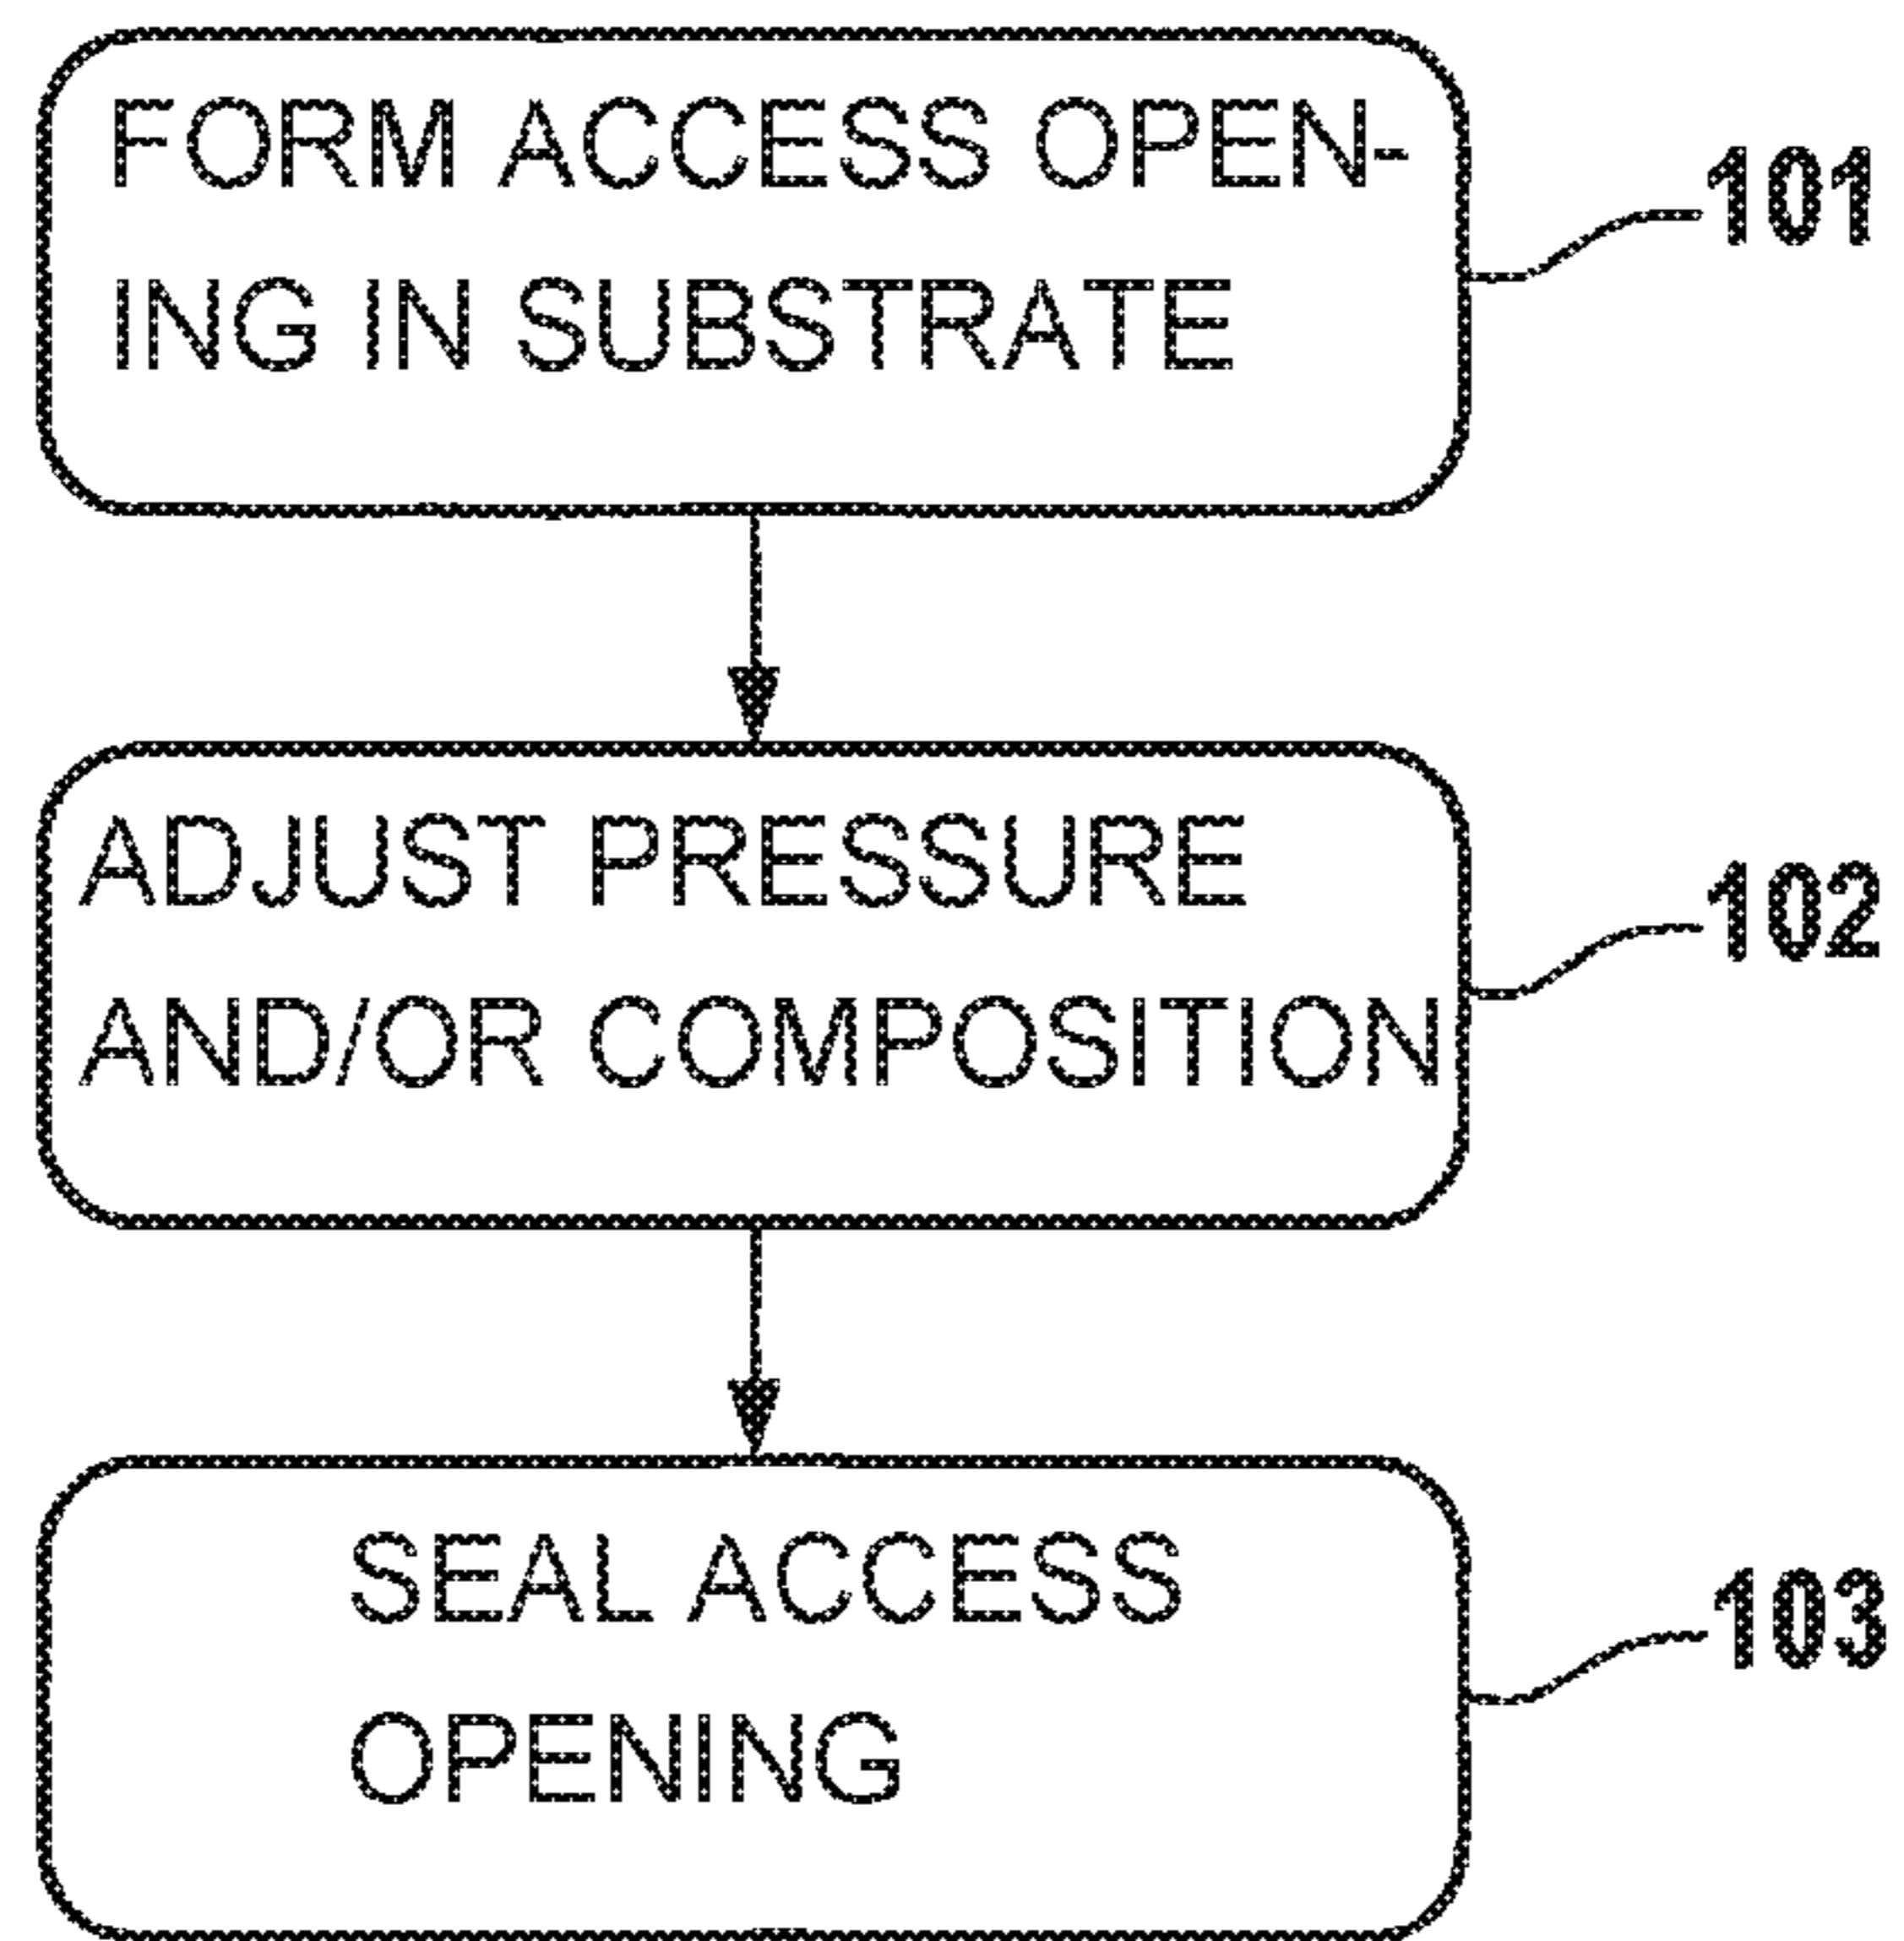 FORM ACCESS OPEN-
ING IN SUBSTRATE
101
ADJUST PRESSURE
AND/OR COMPOSITION
102
SEAL ACCESS
OPENING
103